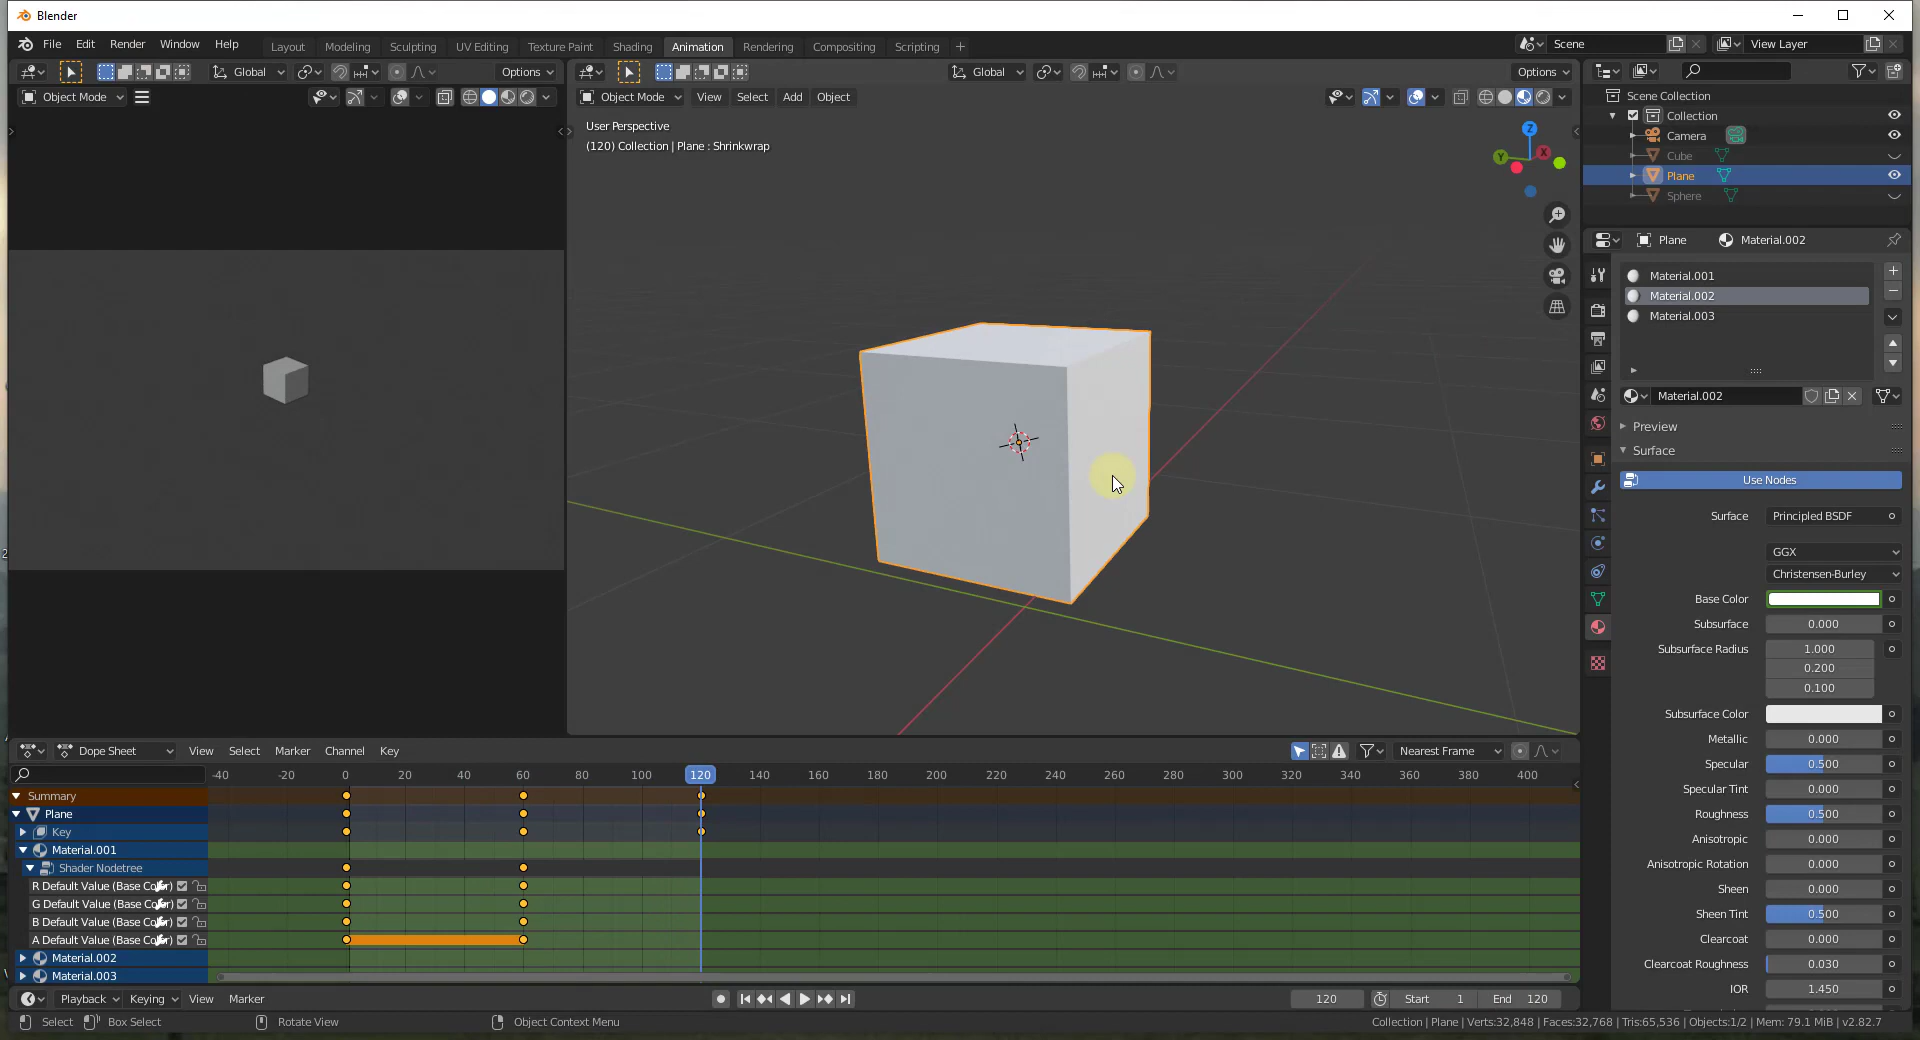 Blender
File Edit Render Window Help
Layout Modeling Sculpting UV Editing Texture Paint Shading Animation Rendering Compositing Scripting +
Scene
View Layer
Global
Options
Global
Options
Object Mode
Object Mode View Select Add Object
User Perspective
(120) Collection | Plane : Shrinkwrap
Z
Y
X
Scene Collection
Collection
Camera
Cube
Plane
Sphere
Plane Material.002
Material.001
Material.002
Material.003
Material.002
Preview
Surface
Use Nodes
Surface Principled BSDF
GGX
Christensen-Burley
Base Color
Subsurface 0.000
Subsurface Radius 1.000
0.200
0.100
Subsurface Color
Metallic 0.000
Specular 0.500
Specular Tint 0.000
Roughness 0.500
Anisotropic 0.000
Anisotropic Rotation 0.000
Sheen 0.000
Sheen Tint 0.500
Clearcoat 0.000
Clearcoat Roughness 0.030
IOR 1.450
Dope Sheet View Select Marker Channel Key
Nearest Frame
-40 -20 0 20 40 60 80 100 120 140 160 180 200 220 240 260 280 300 320 340 360 380 400
Summary
Plane
Key
Material.001
Shader Nodetree
R Default Value (Base Color)
G Default Value (Base Color)
B Default Value (Base Color)
A Default Value (Base Color)
Material.002
Material.003
Playback Keying View Marker
120 Start 1 End 120
Select Box Select Rotate View Object Context Menu
Collection | Plane | Verts:32,848 | Faces:32,768 | Tris:65,536 | Objects:1/2 | Mem: 79.1 MiB | v2.82.7